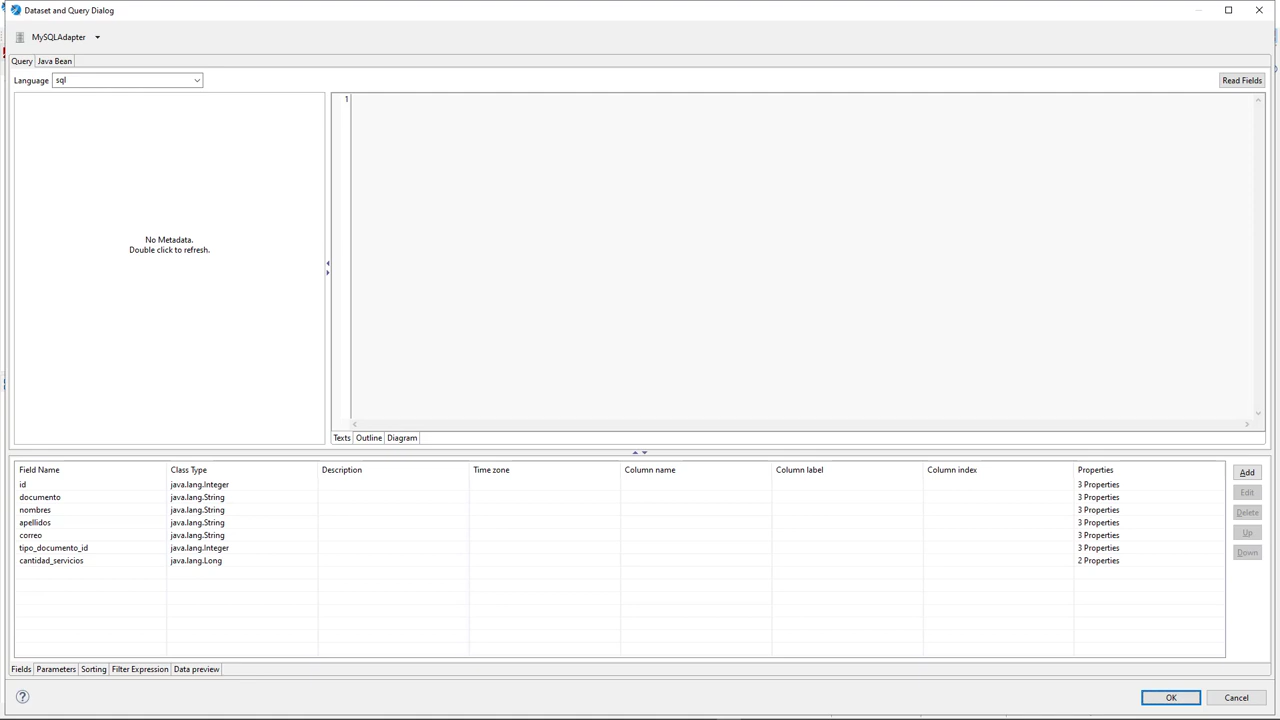 Dataset and Query Dialog
MySQLAdapter
Query Java Bean
Language sql Read Fields
1
No Metadata.
Double click to refresh.
Texts Outline Diagram
Field Name Class Type Description Time zone Column name Column label Column index Properties
Add
id java.lang.Integer 3 Properties
Edit
documento java.lang.String 3 Properties
nombres java.lang.String 3 Properties
Delete
apellidos java.lang.String 3 Properties
Up
correo java.lang.String 3 Properties
tipo_documento_id java.lang.Integer 3 Properties
Down
cantidad_servicios java.lang.Long 2 Properties
Fields Parameters Sorting Filter Expression Data preview
? OK Cancel